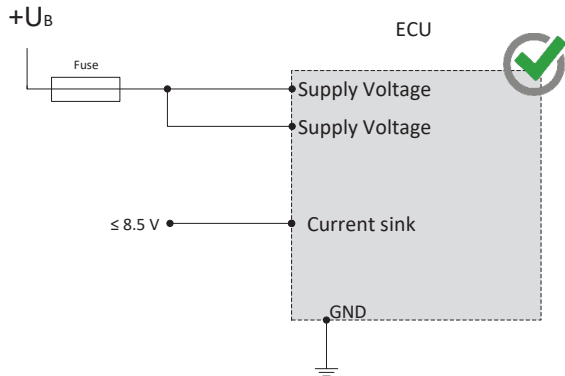 +UB
ECU
Fuse
Supply Voltage
Supply Voltage
≤ 8.5 V
Current sink
GND